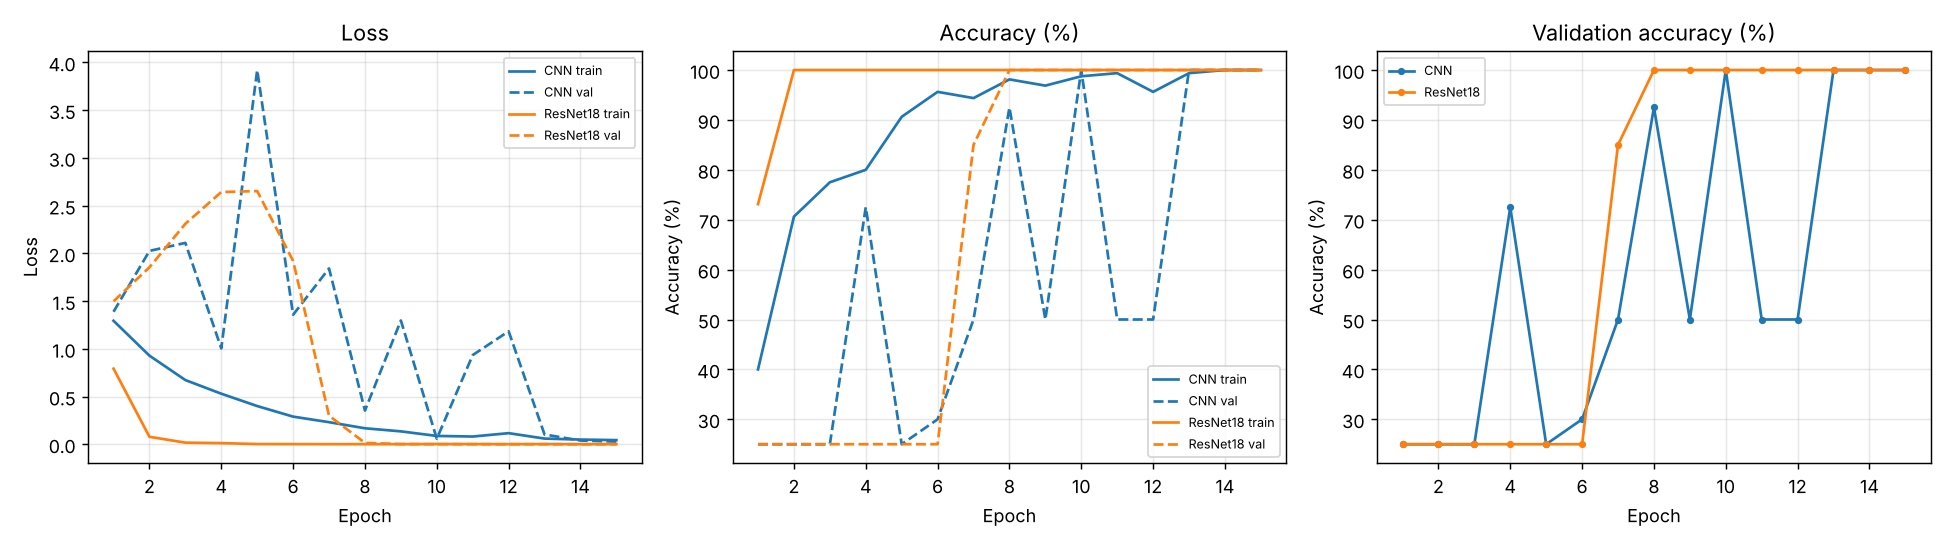 Loss
4.0
3.5
3.0
2.5
2.0
1.5
1.0
0.5
0.0
Loss
2 4 6 8 10 12 14
Epoch
CNN train
CNN val
ResNet18 train
ResNet18 val
Accuracy (%)
100
90
80
70
60
50
40
30
Accuracy (%)
2 4 6 8 10 12 14
Epoch
CNN train
CNN val
ResNet18 train
ResNet18 val
Validation accuracy (%)
100
90
80
70
60
50
40
30
Accuracy (%)
2 4 6 8 10 12 14
Epoch
CNN
ResNet18